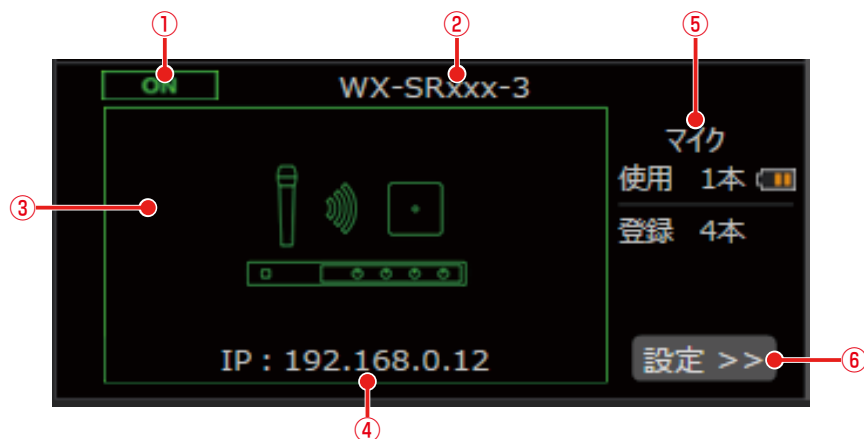 ① ② ⑤
ON WX-SRxxx-3
マイク
使用 1本
③
登録 4本
IP : 192.168.0.12
設定 >> ⑥
④